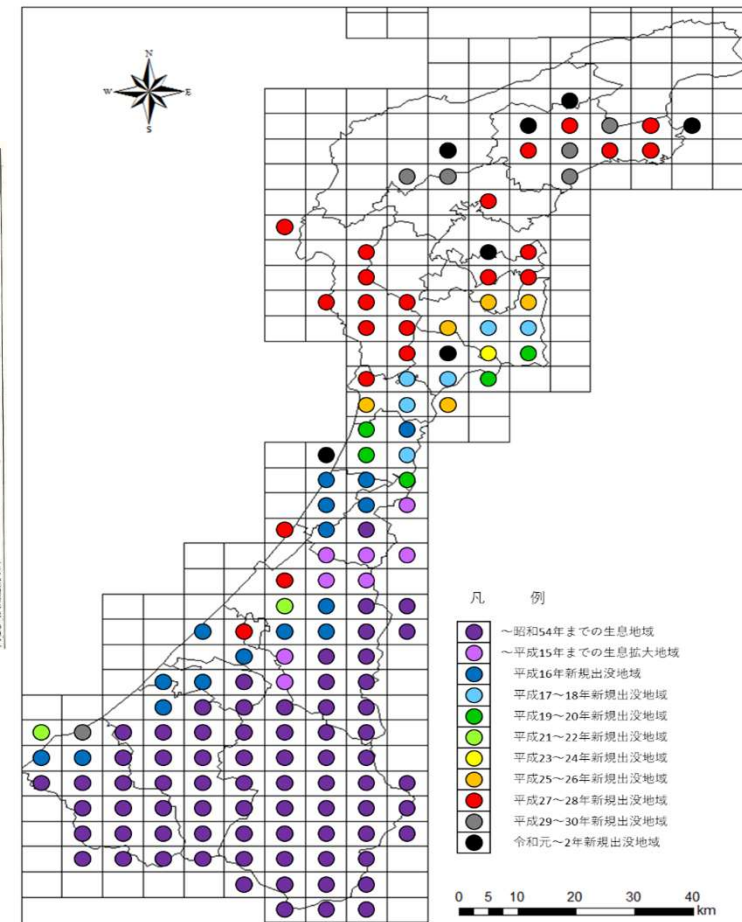 N
W E
S
凡 例
～昭和54年までの生息地域
～平成15年までの生息拡大地域
平成16年新規出没地域
平成17～18年新規出没地域
平成19～20年新規出没地域
平成21～22年新規出没地域
平成23～24年新規出没地域
平成25～26年新規出没地域
平成27～28年新規出没地域
平成29～30年新規出没地域
令和元～2年新規出没地域
0 5 10 20 30 40
km